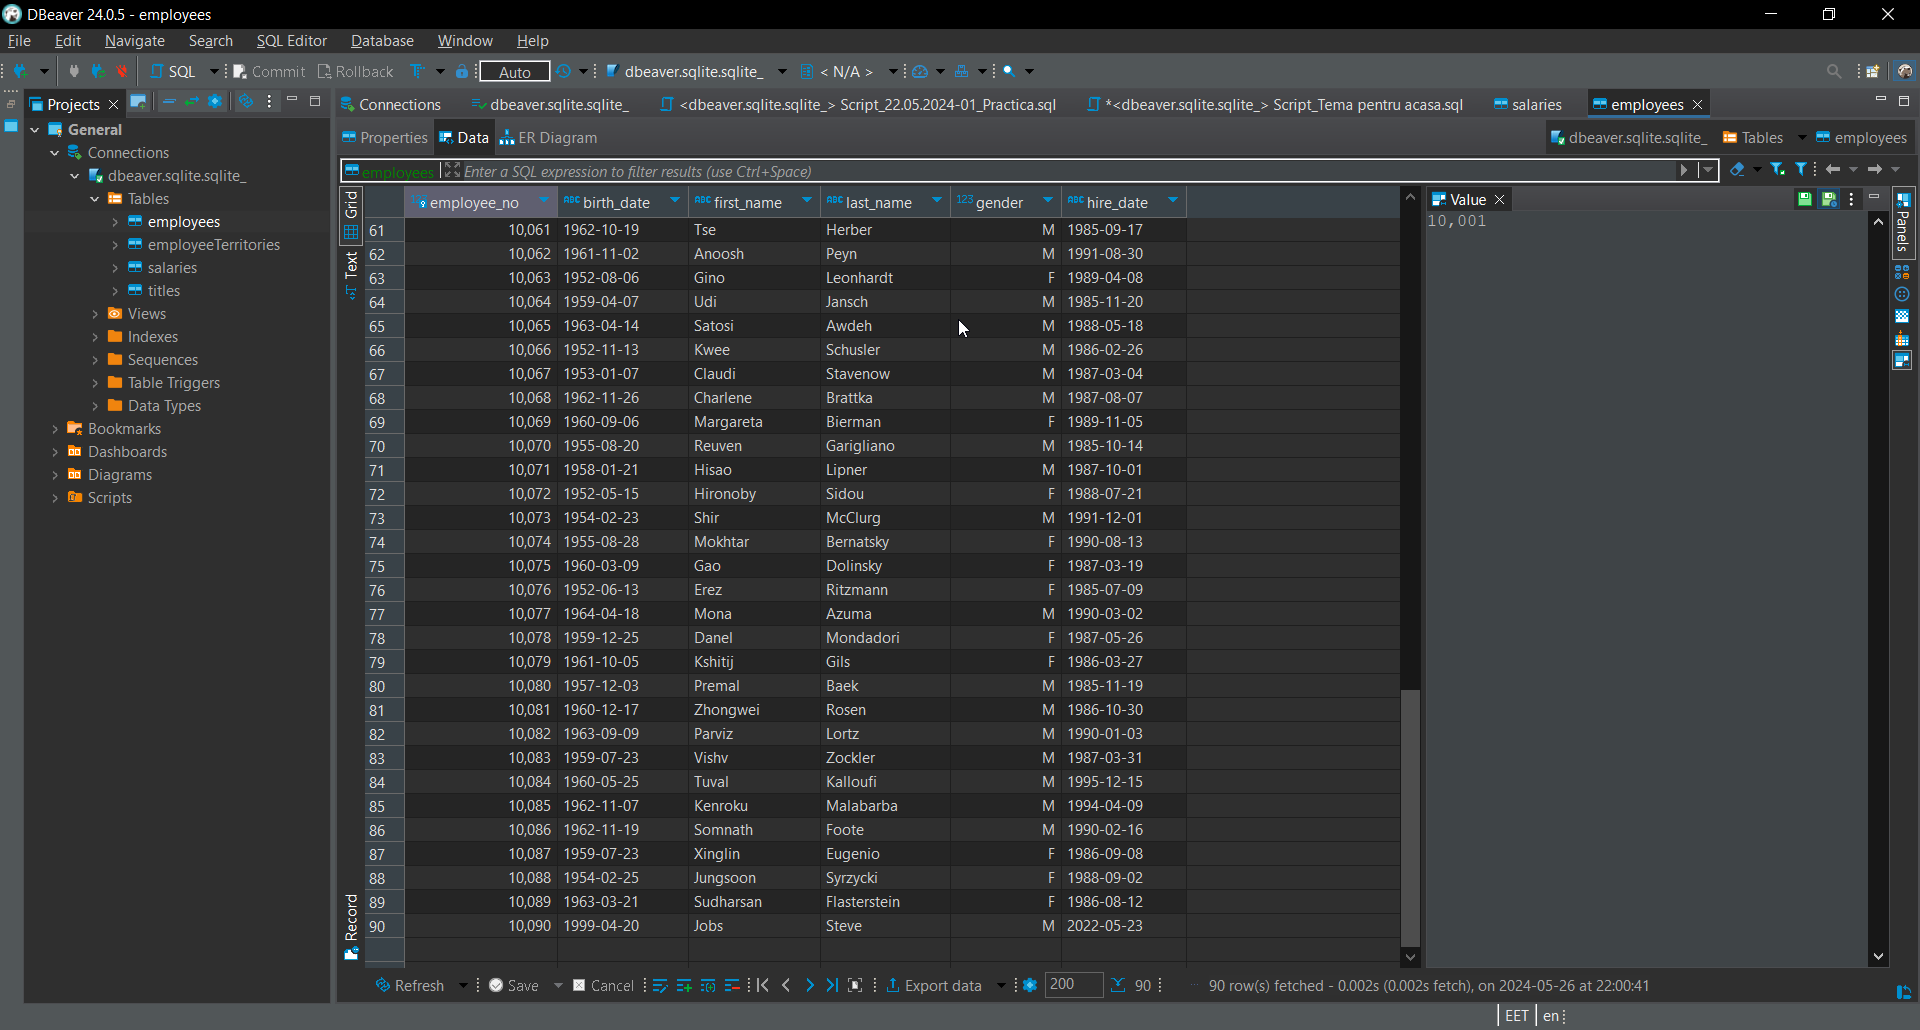 DBeaver 24.0.5 - employees
File Edit Navigate Search SQL Editor Database Window Help
SQL Commit Rollback Auto dbeaver.sqlite.sqlite_ < N/A >
Projects
General
Connections
dbeaver.sqlite.sqlite_
Tables
employees
employeeTerritories
salaries
titles
Views
Indexes
Sequences
Table Triggers
Data Types
Bookmarks
Dashboards
Diagrams
Scripts
Connections dbeaver.sqlite.sqlite_ <dbeaver.sqlite.sqlite_> Script_22.05.2024-01_Practica.sql *<dbeaver.sqlite.sqlite_> Script_Tema pentru acasa.sql salaries employees
Properties Data ER Diagram dbeaver.sqlite.sqlite_ Tables employees
employees Enter a SQL expression to filter results (use Ctrl+Space)
Grid
Text
Record
123 employee_no ABC birth_date ABC first_name ABC last_name 123 gender ABC hire_date
61 10,061 1962-10-19 Tse Herber M 1985-09-17
62 10,062 1961-11-02 Anoosh Peyn M 1991-08-30
63 10,063 1952-08-06 Gino Leonhardt F 1989-04-08
64 10,064 1959-04-07 Udi Jansch M 1985-11-20
65 10,065 1963-04-14 Satosi Awdeh M 1988-05-18
66 10,066 1952-11-13 Kwee Schusler M 1986-02-26
67 10,067 1953-01-07 Claudi Stavenow M 1987-03-04
68 10,068 1962-11-26 Charlene Brattka M 1987-08-07
69 10,069 1960-09-06 Margareta Bierman F 1989-11-05
70 10,070 1955-08-20 Reuven Garigliano M 1985-10-14
71 10,071 1958-01-21 Hisao Lipner M 1987-10-01
72 10,072 1952-05-15 Hironoby Sidou F 1988-07-21
73 10,073 1954-02-23 Shir McClurg M 1991-12-01
74 10,074 1955-08-28 Mokhtar Bernatsky F 1990-08-13
75 10,075 1960-03-09 Gao Dolinsky F 1987-03-19
76 10,076 1952-06-13 Erez Ritzmann F 1985-07-09
77 10,077 1964-04-18 Mona Azuma M 1990-03-02
78 10,078 1959-12-25 Danel Mondadori F 1987-05-26
79 10,079 1961-10-05 Kshitij Gils F 1986-03-27
80 10,080 1957-12-03 Premal Baek M 1985-11-19
81 10,081 1960-12-17 Zhongwei Rosen M 1986-10-30
82 10,082 1963-09-09 Parviz Lortz M 1990-01-03
83 10,083 1959-07-23 Vishv Zockler M 1987-03-31
84 10,084 1960-05-25 Tuval Kalloufi M 1995-12-15
85 10,085 1962-11-07 Kenroku Malabarba M 1994-04-09
86 10,086 1962-11-19 Somnath Foote M 1990-02-16
87 10,087 1959-07-23 Xinglin Eugenio F 1986-09-08
88 10,088 1954-02-25 Jungsoon Syrzycki F 1988-09-02
89 10,089 1963-03-21 Sudharsan Flasterstein F 1986-08-12
90 10,090 1999-04-20 Jobs Steve M 2022-05-23
Value
10,001
Panels
Refresh Save Cancel Export data 200 90 90 row(s) fetched - 0.002s (0.002s fetch), on 2024-05-26 at 22:00:41
EET en